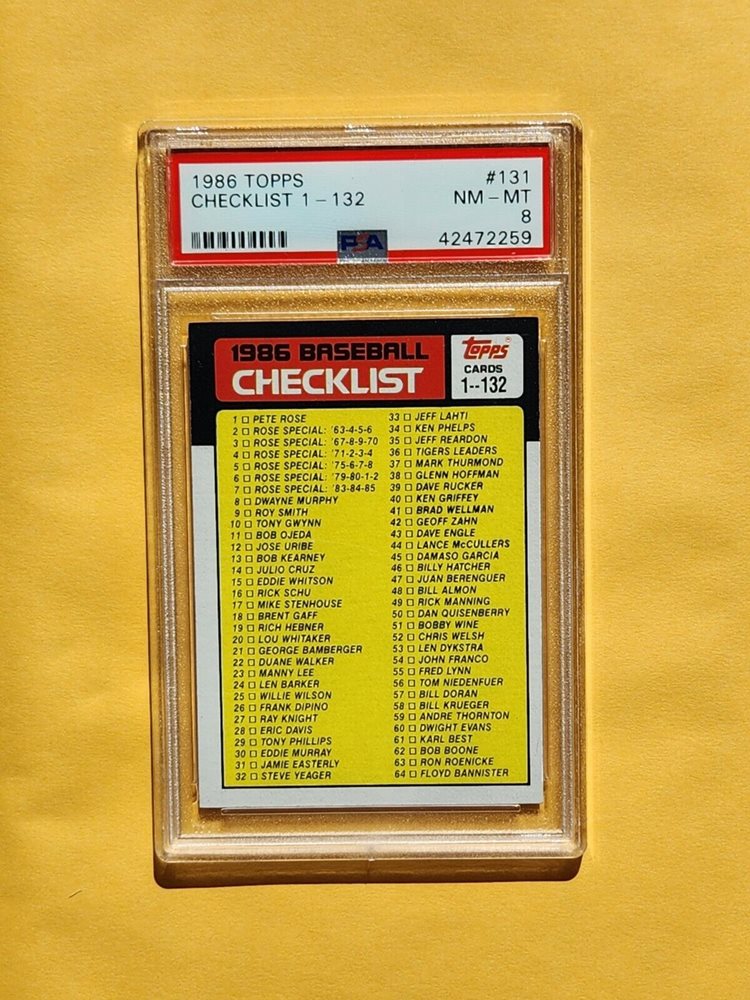 1986 TOPPS #131
CHECKLIST 1-132 NM-MT
8
PSA 42472259
1986 BASEBALL
CHECKLIST
TOPPS
CARDS
1--132
1 PETE ROSE
2 ROSE SPECIAL: '63-4-5-6
3 ROSE SPECIAL: '67-8-9-70
4 ROSE SPECIAL: '71-2-3-4
5 ROSE SPECIAL: '75-6-7-8
6 ROSE SPECIAL: '79-80-1-2
7 ROSE SPECIAL: '83-84-85
8 DWAYNE MURPHY
9 ROY SMITH
10 TONY GWYNN
11 BOB OJEDA
12 JOSE URIBE
13 BOB KEARNEY
14 JULIO CRUZ
15 EDDIE WHITSON
16 RICK SCHU
17 MIKE STENHOUSE
18 BRENT GAFF
19 RICH HEBNER
20 LOU WHITAKER
21 GEORGE BAMBERGER
22 DUANE WALKER
23 MANNY LEE
24 LEN BARKER
25 WILLIE WILSON
26 FRANK DIPINO
27 RAY KNIGHT
28 ERIC DAVIS
29 TONY PHILLIPS
30 EDDIE MURRAY
31 JAMIE EASTERLY
32 STEVE YEAGER
33 JEFF LAHTI
34 KEN PHELPS
35 JEFF REARDON
36 TIGERS LEADERS
37 MARK THURMOND
38 GLENN HOFFMAN
39 DAVE RUCKER
40 KEN GRIFFEY
41 BRAD WELLMAN
42 GEOFF ZAHN
43 DAVE ENGLE
44 LANCE McCULLERS
45 DAMASO GARCIA
46 BILLY HATCHER
47 JUAN BERENGUER
48 BILL ALMON
49 RICK MANNING
50 DAN QUISENBERRY
51 BOBBY WINE
52 CHRIS WELSH
53 LEN DYKSTRA
54 JOHN FRANCO
55 FRED LYNN
56 TOM NIEDENFUER
57 BILL DORAN
58 BILL KRUEGER
59 ANDRE THORNTON
60 DWIGHT EVANS
61 KARL BEST
62 BOB BOONE
63 RON ROENICKE
64 FLOYD BANNISTER